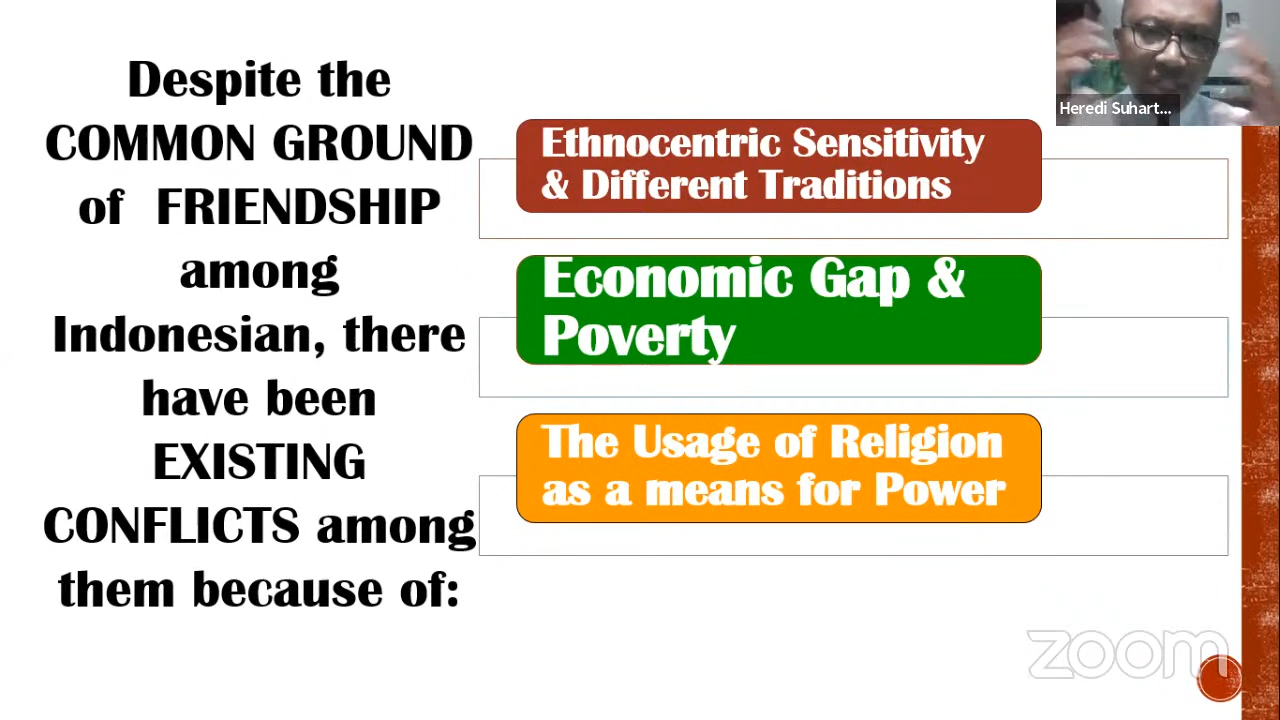 Despite the
COMMON GROUND
of FRIENDSHIP
among
Indonesian, there
have been
EXISTING
CONFLICTS among
them because of:
Ethnocentric Sensitivity
& Different Traditions
Economic Gap &
Poverty
The Usage of Religion
as a means for Power
Heredi Suhart...
zoom